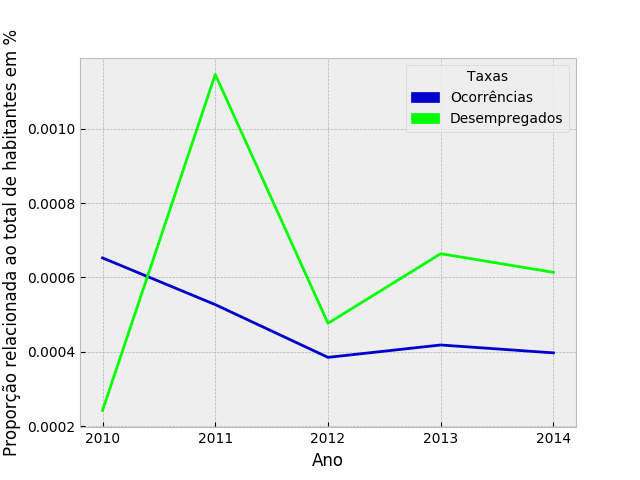 Proporção relacionada ao total de habitantes em %
Taxas
Ocorrências
Desempregados
0.0010
0.0008
0.0006
0.0004
0.0002
2010 2011 2012 2013 2014
Ano